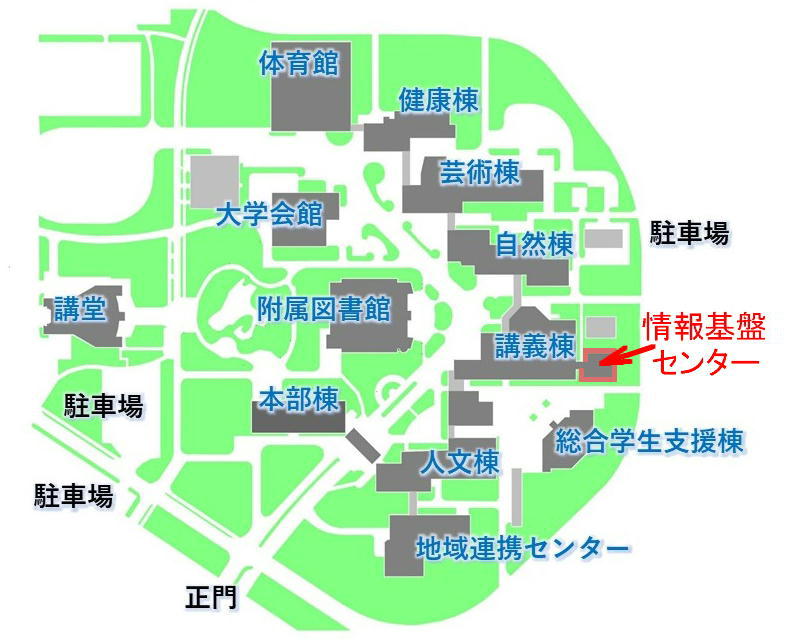 体育館
健康棟
芸術棟
大学会館
自然棟
駐車場
講堂
附属図書館
講義棟
情報基盤
センター
本部棟
駐車場
総合学生支援棟
人文棟
駐車場
地域連携センター
正門